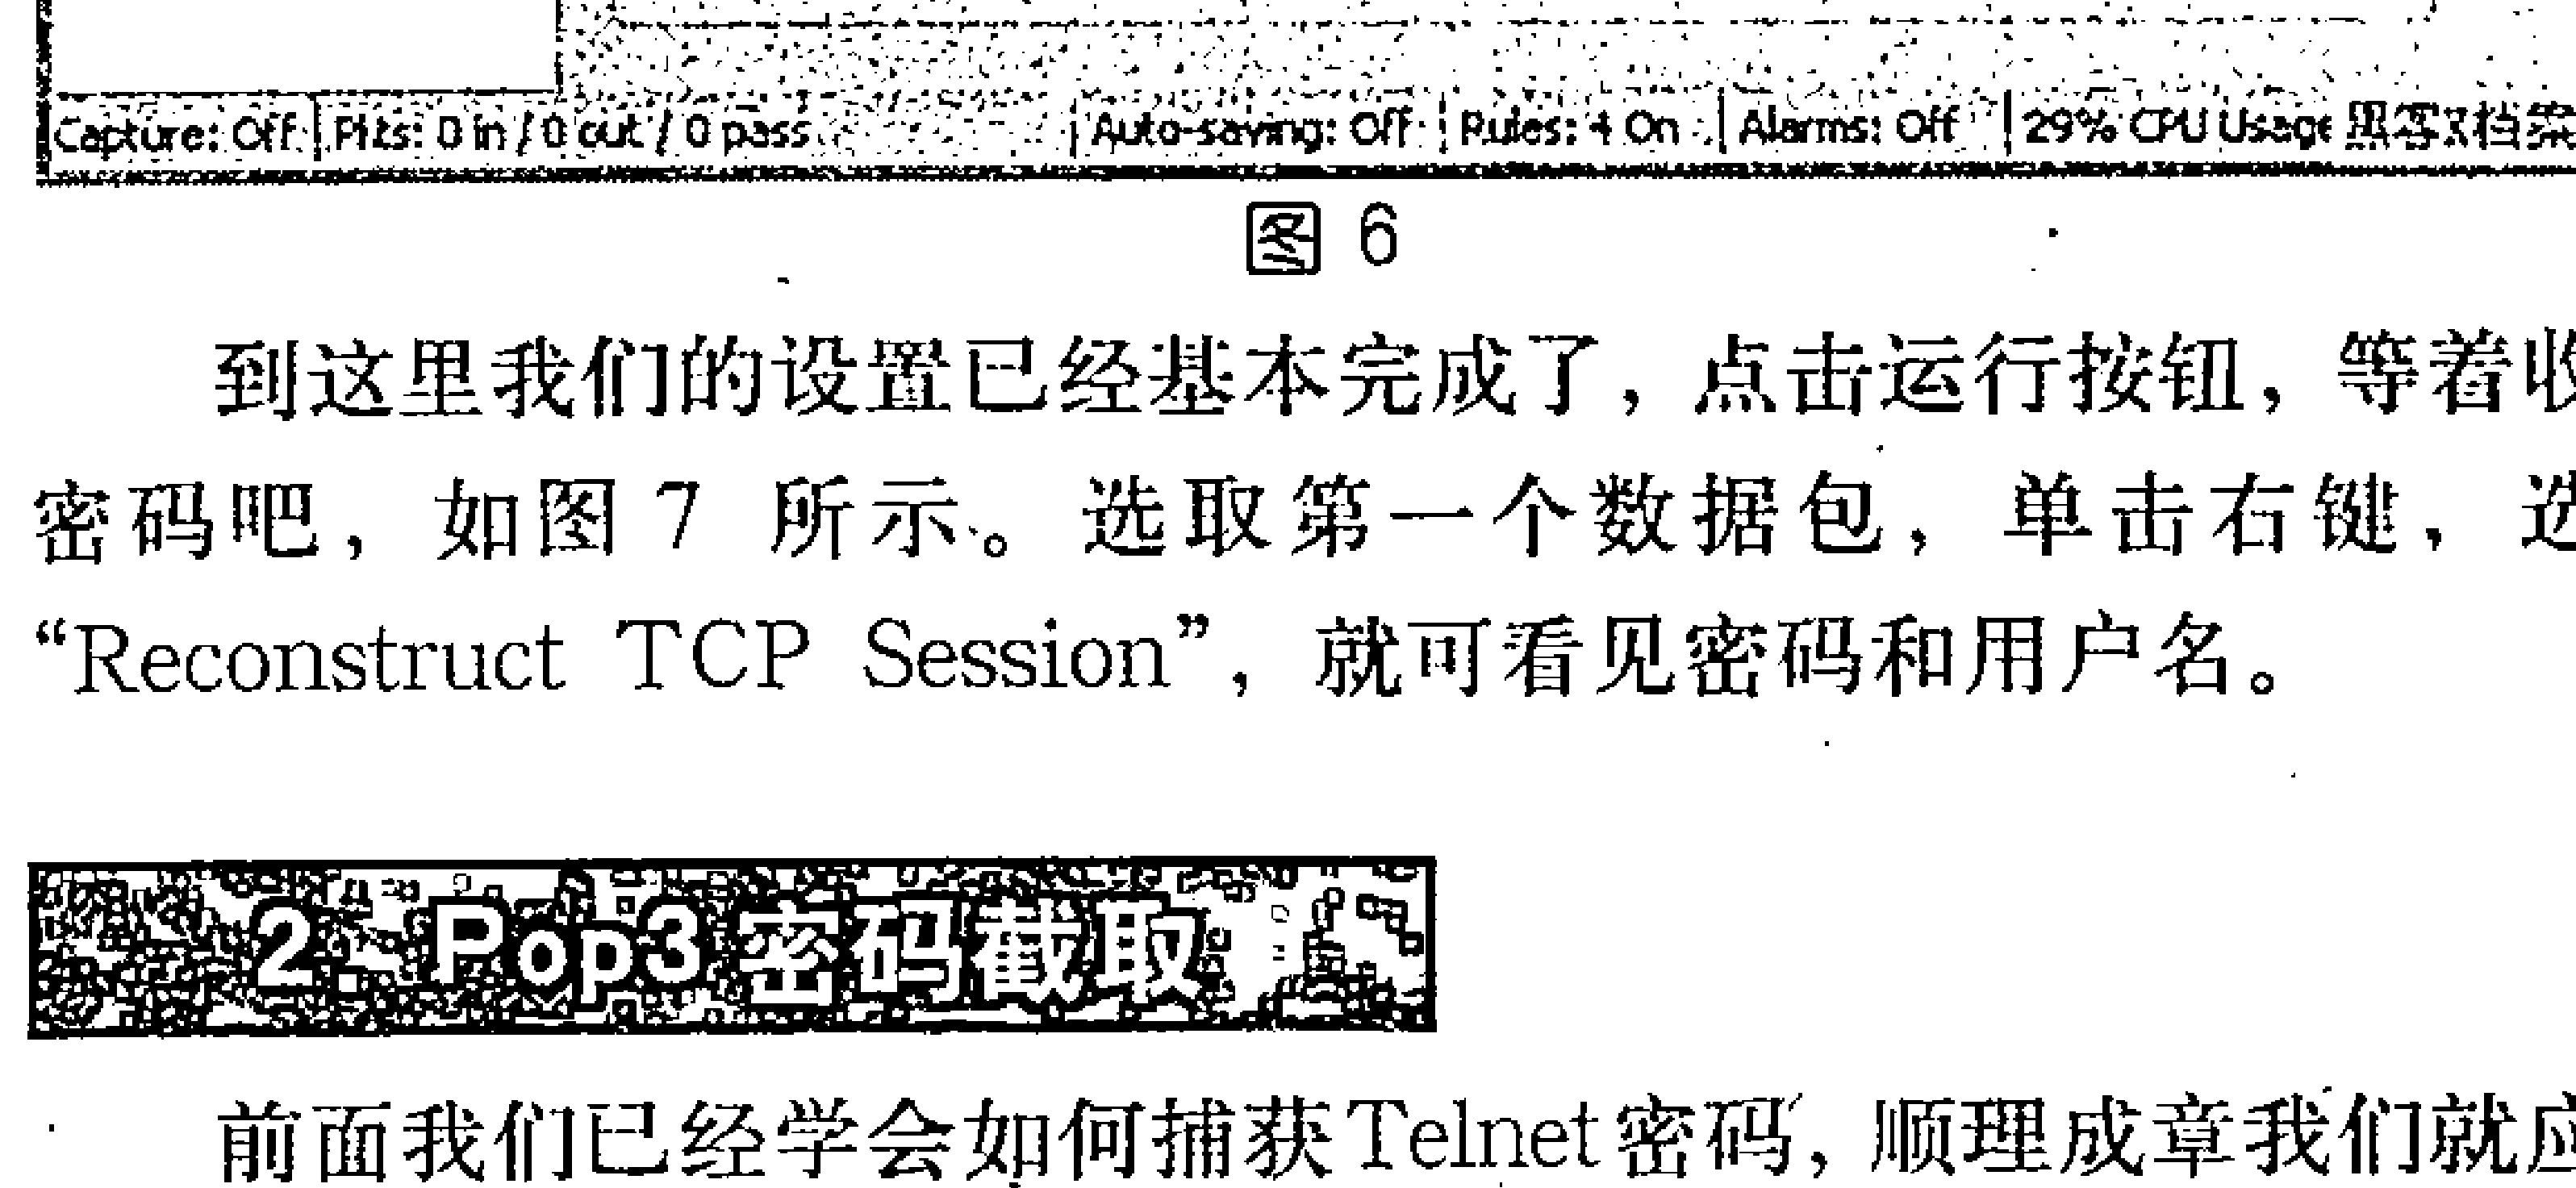 Capture: Off Pkts: 0 in / 0 out / 0 pass Auto-saving: Off Rules: 4 On Alarms: Off 29% CPU Usage 黑客X档案
图 6
到这里我们的设置已经基本完成了，点击运行按钮，等着收
密码吧，如图 7 所示。选取第一个数据包，单击右键，选
“Reconstruct TCP Session”，就可看见密码和用户名。
2、Pop3密码截取
前面我们已经学会如何捕获Telnet密码，顺理成章我们就应